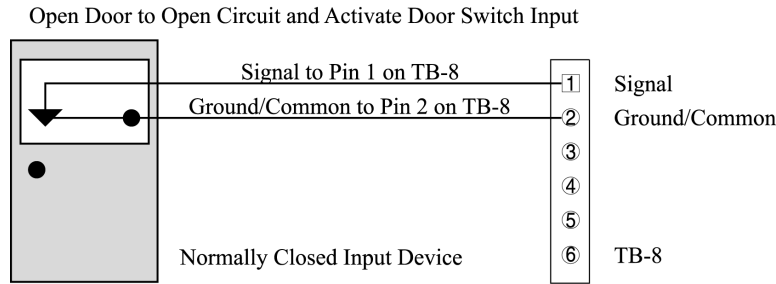 Open Door to Open Circuit and Activate Door Switch Input
Signal to Pin 1 on TB-8
1 Signal
Ground/Common to Pin 2 on TB-8
2 Ground/Common
3
4
5
Normally Closed Input Device
6 TB-8